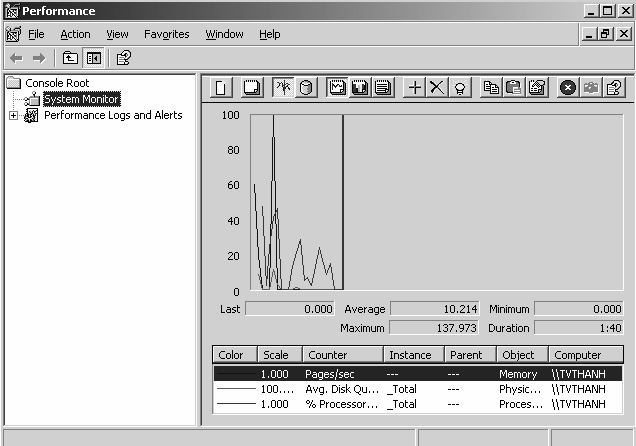 Performance
File Action View Favorites Window Help
Console Root
System Monitor
Performance Logs and Alerts
100
80
60
40
20
0
Last 0.000 Average 10.214 Minimum 0.000
Maximum 137.973 Duration 1:40
Color Scale Counter Instance Parent Object Computer
1.000 Pages/sec --- --- Memory \\TVTHANH
100.... Avg. Disk Qu... _Total --- Physic... \\TVTHANH
1.000 % Processor... _Total --- Proces... \\TVTHANH